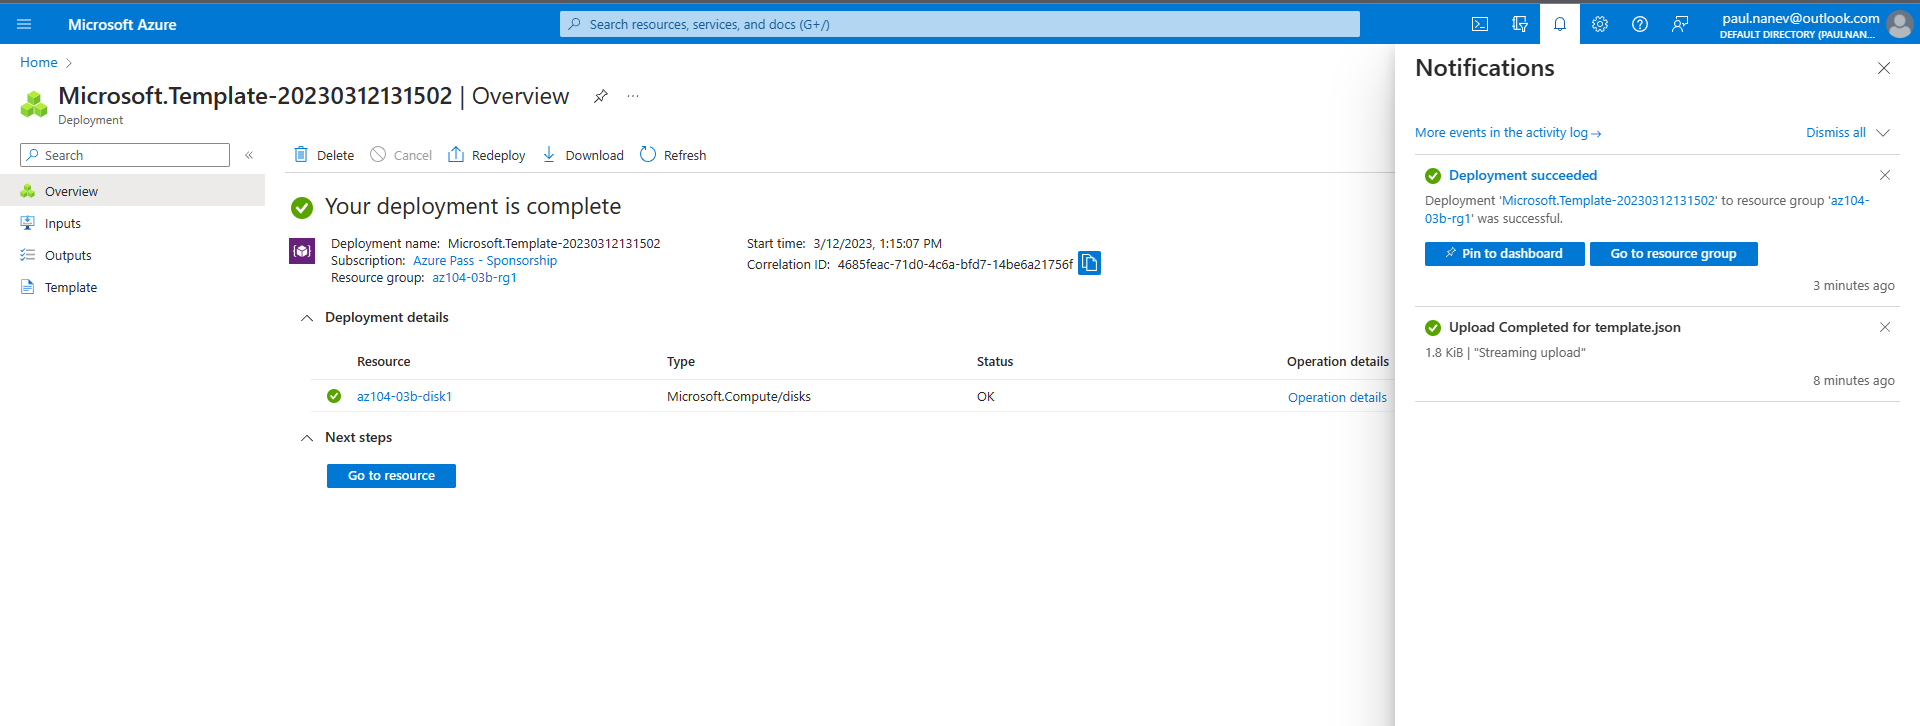 Microsoft Azure
Search resources, services, and docs (G+/)
paul.nanev@outlook.com
DEFAULT DIRECTORY (PAULNAN...
Home
Microsoft.Template-20230312131502 | Overview
...
Deployment
Search
«
Overview
Inputs
Outputs
Template
Delete
Cancel
Redeploy
Download
Refresh
Your deployment is complete
Deployment name: Microsoft.Template-20230312131502
Subscription: Azure Pass - Sponsorship
Resource group: az104-03b-rg1
Start time: 3/12/2023, 1:15:07 PM
Correlation ID: 4685feac-71d0-4c6a-bfd7-14be6a21756f
Deployment details
Resource Type Status Operation details
az104-03b-disk1 Microsoft.Compute/disks OK Operation details
Next steps
Go to resource
Notifications
More events in the activity log→
Dismiss all
Deployment succeeded
Deployment 'Microsoft.Template-20230312131502' to resource group 'az104-
03b-rg1' was successful.
Pin to dashboard
Go to resource group
3 minutes ago
Upload Completed for template.json
1.8 KiB | "Streaming upload"
8 minutes ago